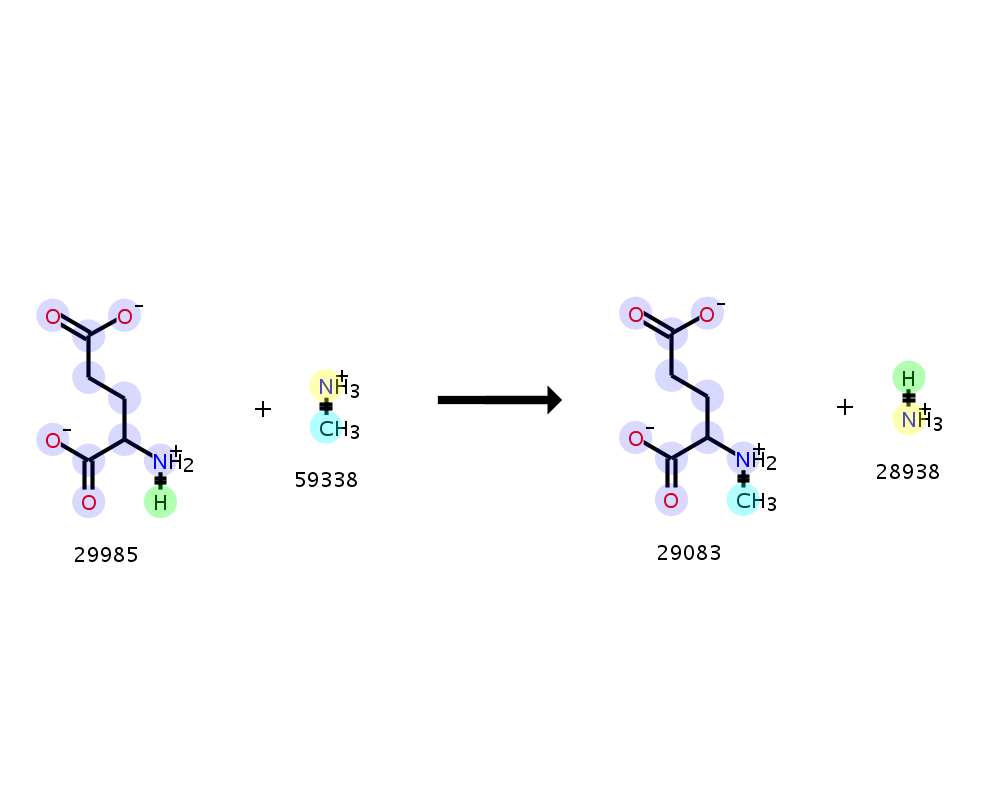 O O⁻ O O⁻
NH3⁺ H
O⁻ NH2⁺ + CH3 O⁻ NH2⁺ + NH3⁺
59338 28938
O H O CH3
29985 29083